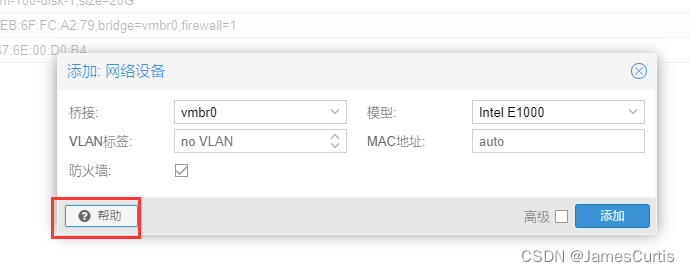 m-100-disk-1,size=20G
EB:6F:FC:A2:79,bridge=vmbr0,firewall=1
47:6E:00:D0:B4
添加: 网络设备
桥接: vmbr0 模型: Intel E1000
VLAN标签: no VLAN MAC地址: auto
防火墙:
帮助 高级 添加
CSDN @JamesCurtis